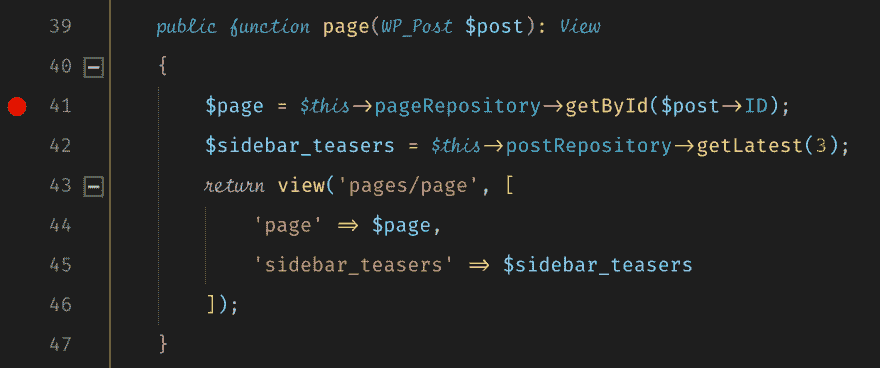 39 public function page(WP_Post $post): View
40 {
41 $page = $this->pageRepository->getById($post->ID);
42 $sidebar_teasers = $this->postRepository->getLatest(3);
43 return view('pages/page', [
44 'page' => $page,
45 'sidebar_teasers' => $sidebar_teasers
46 ]);
47 }